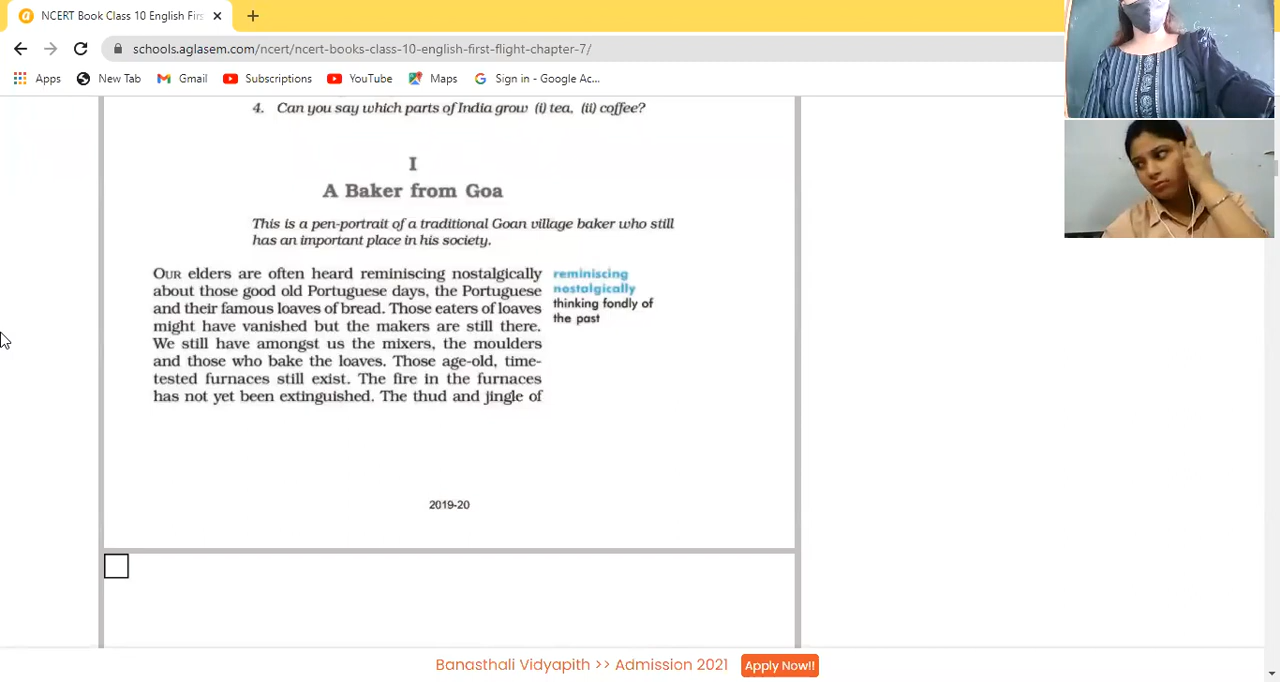 NCERT Book Class 10 English Firs
schools.aglasem.com/ncert/ncert-books-class-10-english-first-flight-chapter-7/
Apps New Tab Gmail Subscriptions YouTube Maps Sign in - Google Ac...
4. Can you say which parts of India grow (i) tea, (ii) coffee?
I
A Baker from Goa
This is a pen-portrait of a traditional Goan village baker who still
has an important place in his society.
OUR elders are often heard reminiscing nostalgically
about those good old Portuguese days, the Portuguese
and their famous loaves of bread. Those eaters of loaves
might have vanished but the makers are still there.
We still have amongst us the mixers, the moulders
and those who bake the loaves. Those age-old, time-
tested furnaces still exist. The fire in the furnaces
has not yet been extinguished. The thud and jingle of
reminiscing
nostalgically
thinking fondly of
the past
2019-20
Banasthali Vidyapith >> Admission 2021 Apply Now!!